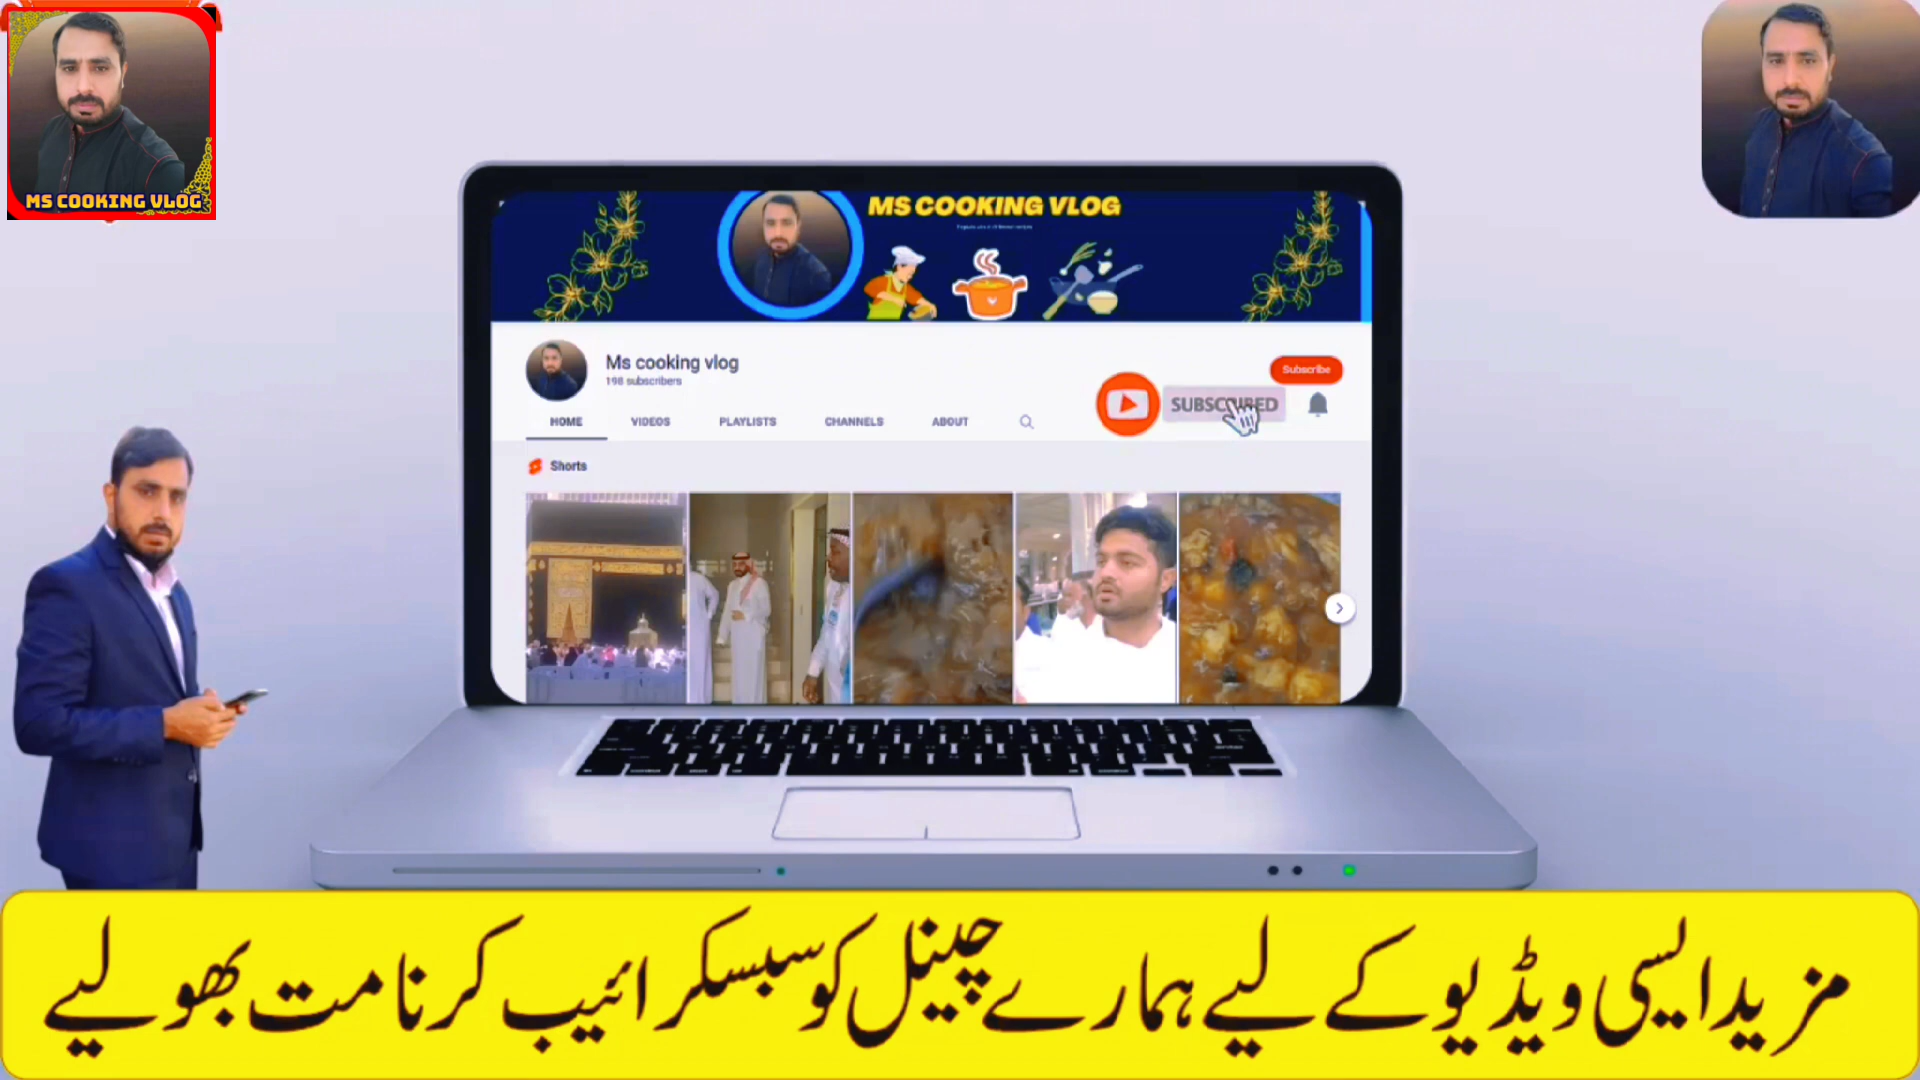 MS COOKING VLOG
MS COOKING VLOG
Ms cooking vlog
198 subscribers
Subscribe
SUBSCRIBED
HOME VIDEOS PLAYLISTS CHANNELS ABOUT
Shorts
مزید ایسی ویڈیو کے لیے ہمارے چینل کو سبسکرائیب کرنا مت بھولیے